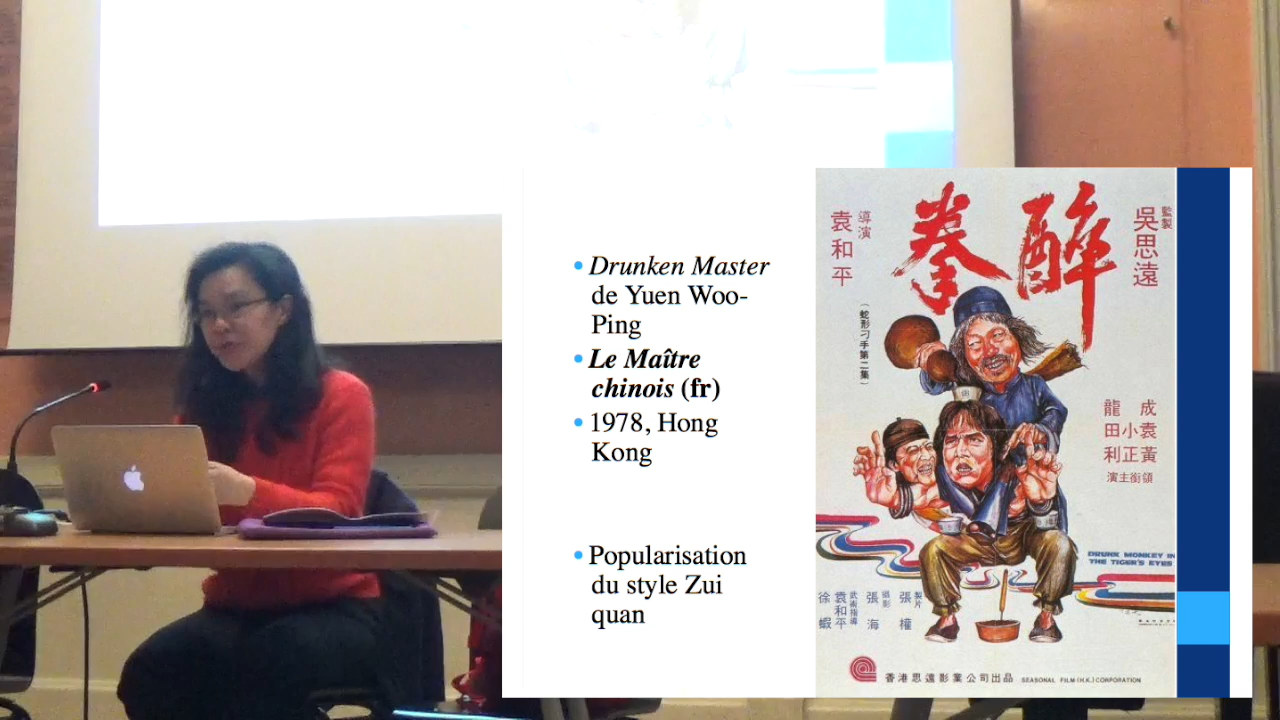 • Drunken Master
de Yuen Woo-
Ping
• Le Maître
chinois (fr)
• 1978, Hong
Kong
• Popularisation
du style Zui
quan
監製
吳思遠
醉拳
導演
袁和平
(蛇形刁手第二集)
成龍
袁小田
黃正利
領銜主演
DRUNK MONKEY IN
THE TIGER'S EYES
製片
張權
攝影
張海
武術指導
袁和平
徐蝦
香港思遠影業公司出品 SEASONAL FILM (H.K.) CORPORATION